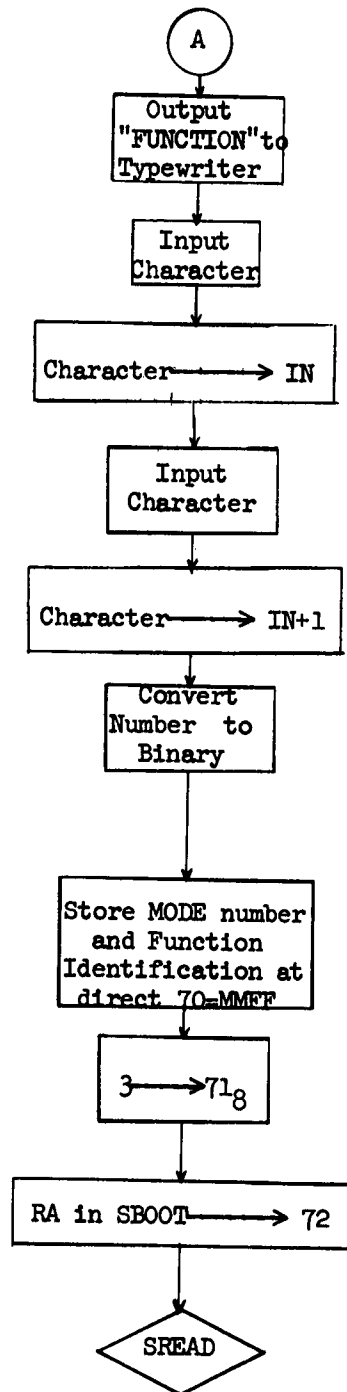 A
Output
"FUNCTION" to
Typewriter
Input
Character
Character → IN
Input
Character
Character → IN+1
Convert
Number to
Binary
Store MODE number
and Function
Identification at
direct 70=MMFF
3 → 71₈
RA in SBOOT → 72
SREAD